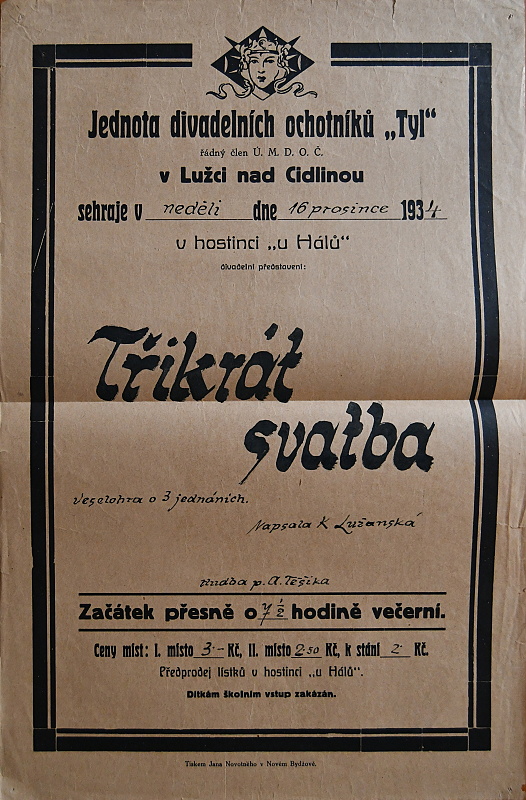 Jednota divadelních ochotníků „Tyl“
řádný člen Ú. M. D. O. Č.
v Lužci nad Cidlinou
sehraje v neděli dne 16 prosince 1934
v hostinci „u Hálů“
divadelní představení:
Třikrát
svatba
Veselohra o 3 jednáních.
Napsala K Lužanská
Hudba p. A. Těšíka
Začátek přesně o 7½ hodině večerní.
Ceny míst: I. místo 3·- Kč, II. místo 2·50 Kč, k stání 2· Kč.
Předprodej lístků v hostinci „u Hálů“.
Dítkám školním vstup zakázán.
Tiskem Jana Novotného v Novém Bydžově.